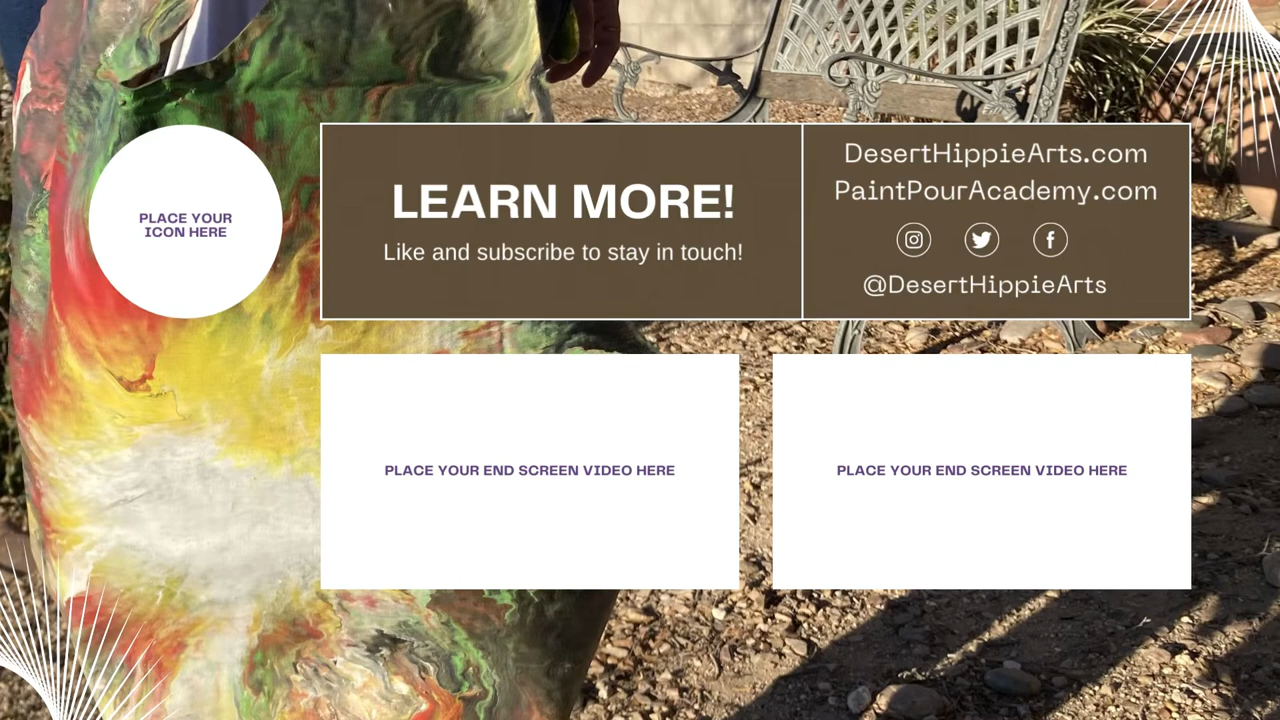 PLACE YOUR
ICON HERE
LEARN MORE!
Like and subscribe to stay in touch!
DesertHippieArts.com
PaintPourAcademy.com
@DesertHippieArts
PLACE YOUR END SCREEN VIDEO HERE
PLACE YOUR END SCREEN VIDEO HERE